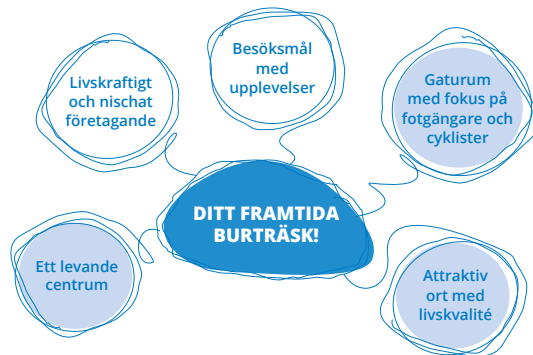 Besöksmål
med
upplevelser
Livskraftigt
och nischat
företagande
Gaturum
med fokus på
fotgängare och
cyklister
DITT FRAMTIDA
BURTRÄSK!
Ett levande
centrum
Attraktiv
ort med
livskvalité